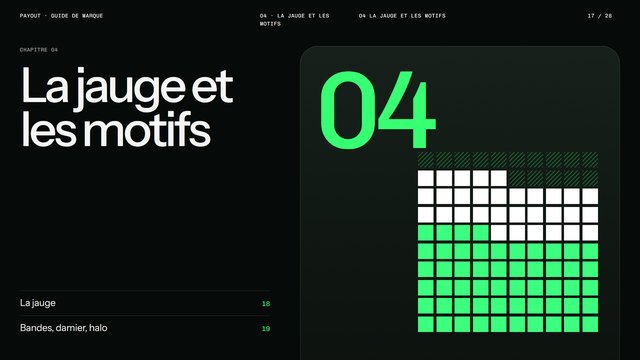 PAYOUT · GUIDE DE MARQUE
04 · LA JAUGE ET LES
MOTIFS
04 LA JAUGE ET LES MOTIFS
17 / 28
CHAPITRE 04
La jauge et
les motifs
04
La jauge 18
Bandes, damier, halo 19